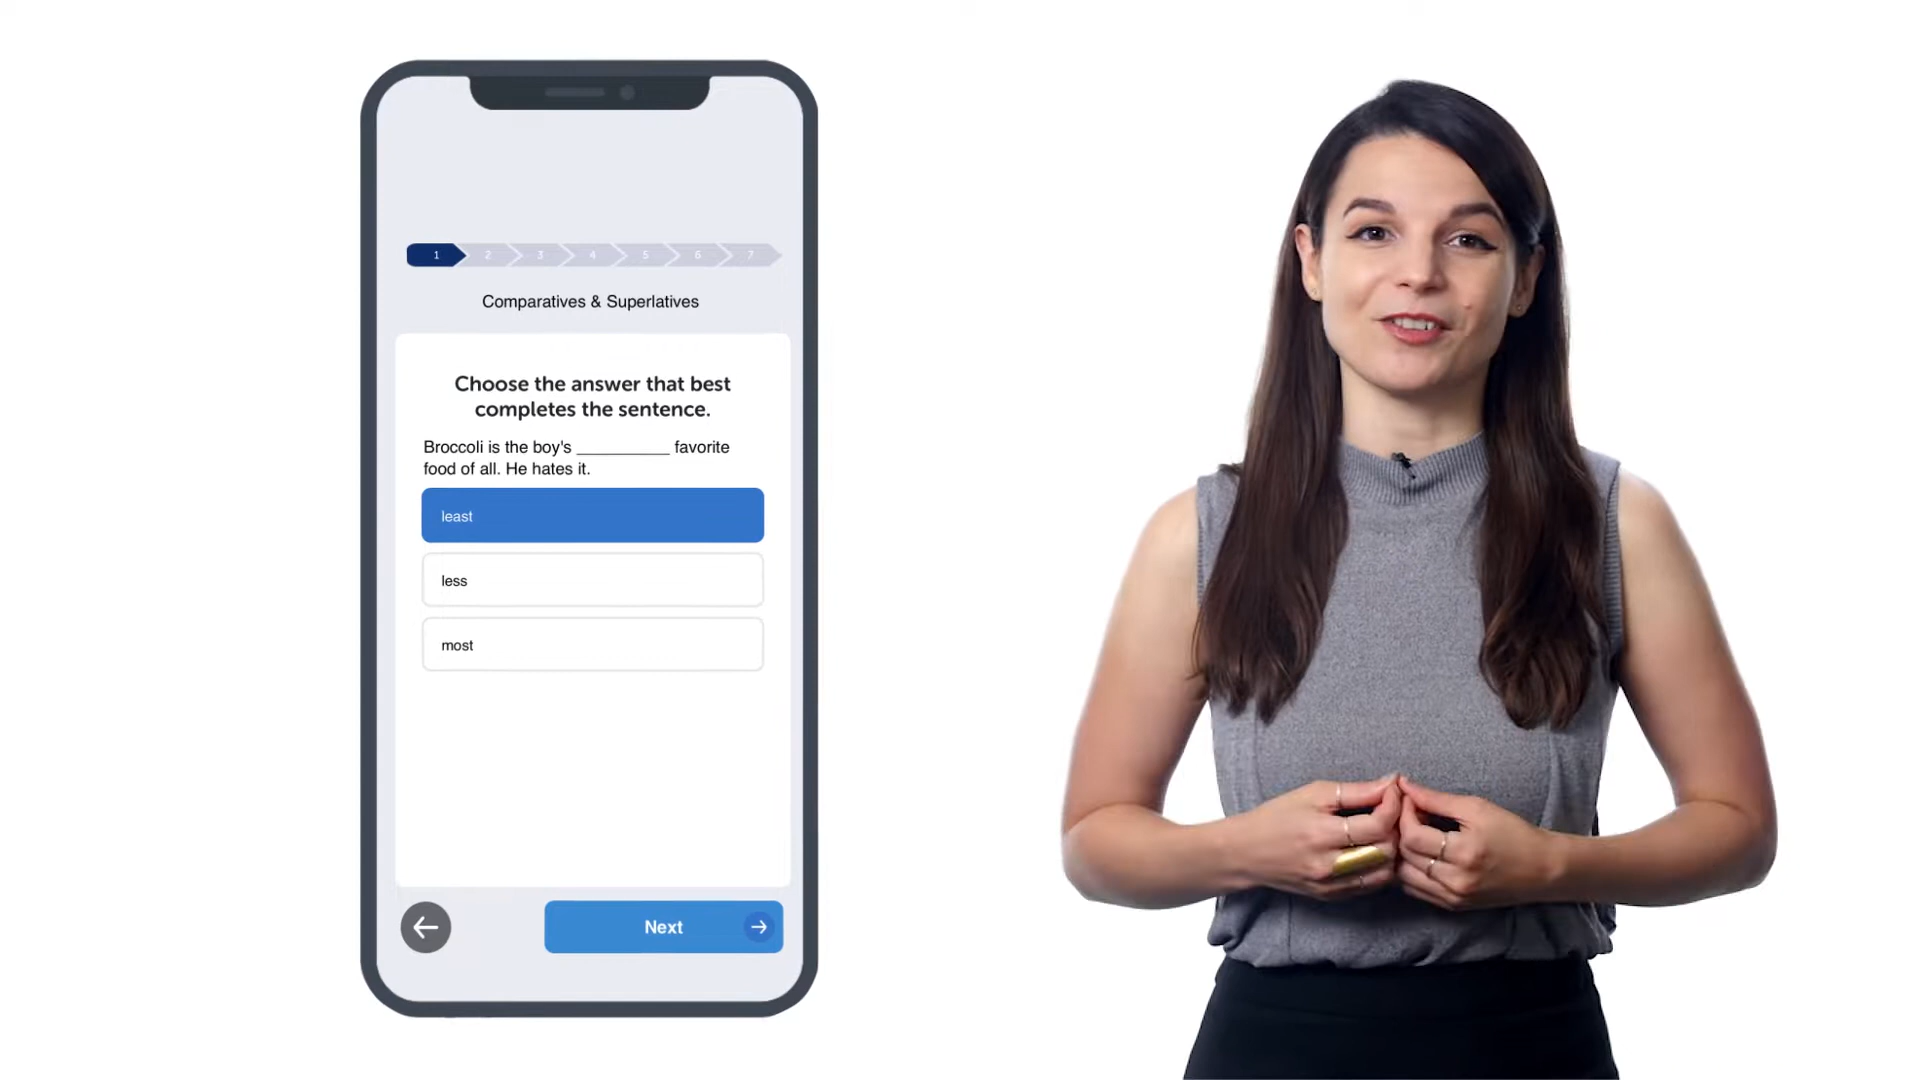 1 2 3 4 5 6 7
Comparatives & Superlatives
Choose the answer that best
completes the sentence.
Broccoli is the boy's __________ favorite
food of all. He hates it.
least
less
most
Next